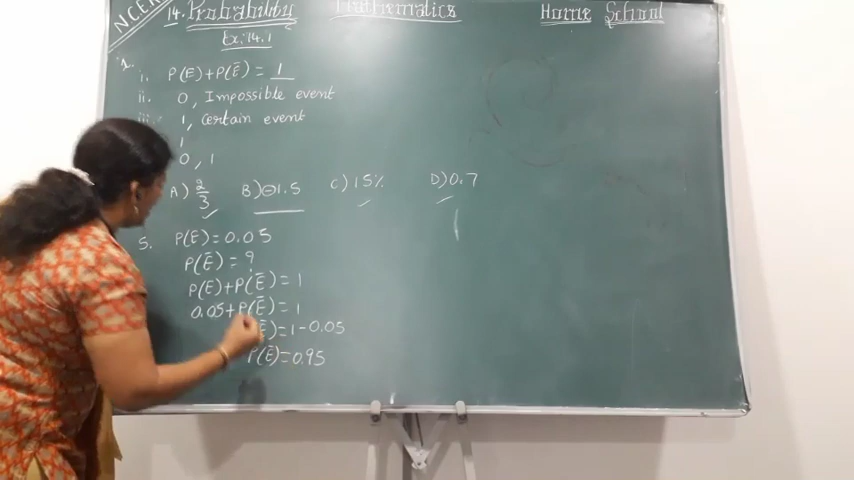 NCER
14. Probability Mathematics Home School
Ex: 14.1
1.
i. P(E)+P(Ē) = 1
ii. 0, Impossible event
iii. 1, Certain event
1
0, 1
A) 2/3 B) -1.5 C) 15% D) 0.7
5. P(E) = 0.05
P(Ē) = ?
P(E)+P(Ē) = 1
0.05+P(Ē) = 1
Ē) = 1-0.05
P(Ē) = 0.95